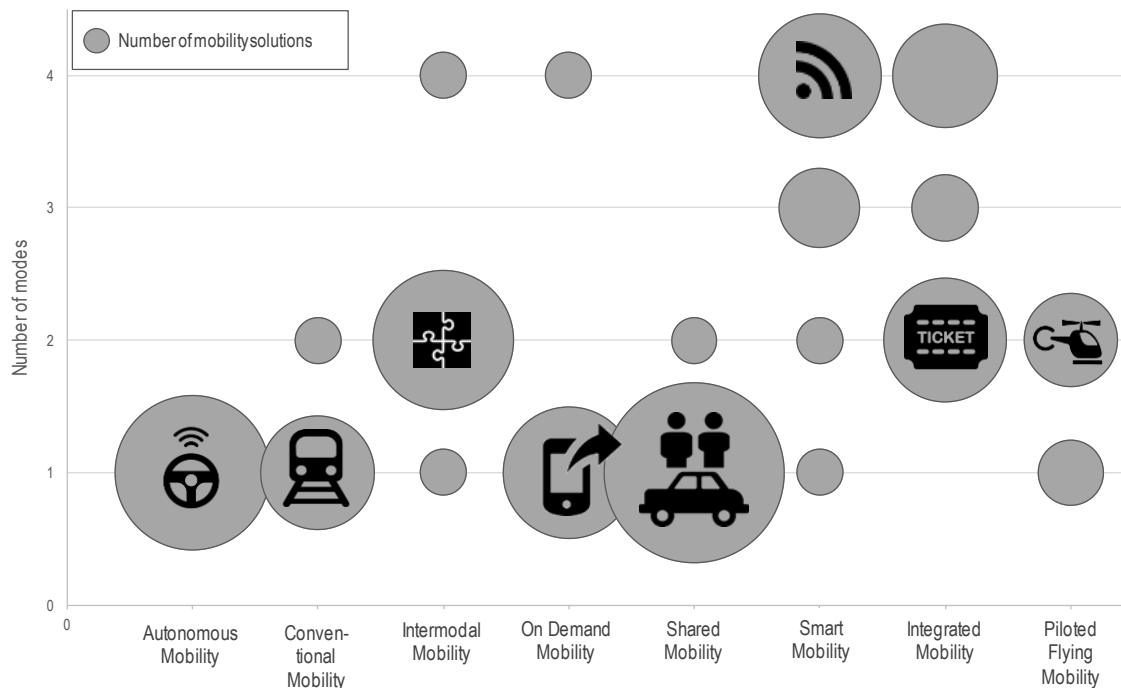 Number of mobility solutions
4
3
2
1
0
0
Number of modes
TICKET
Autonomous
Mobility
Conven-
tional
Mobility
Intermodal
Mobility
On Demand
Mobility
Shared
Mobility
Smart
Mobility
Integrated
Mobility
Piloted
Flying
Mobility